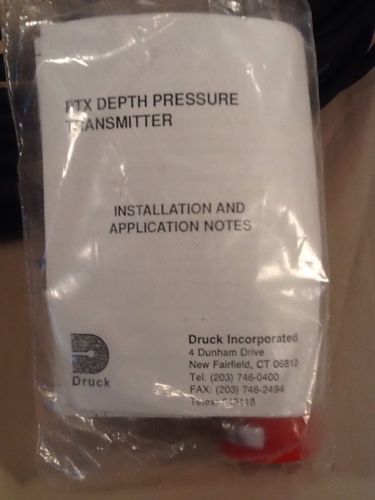 PTX DEPTH PRESSURE
TRANSMITTER
INSTALLATION AND
APPLICATION NOTES
Druck
Druck Incorporated
4 Dunham Drive
New Fairfield, CT 06812
Tel: (203) 746-0400
FAX: (203) 746-2494
Telex: